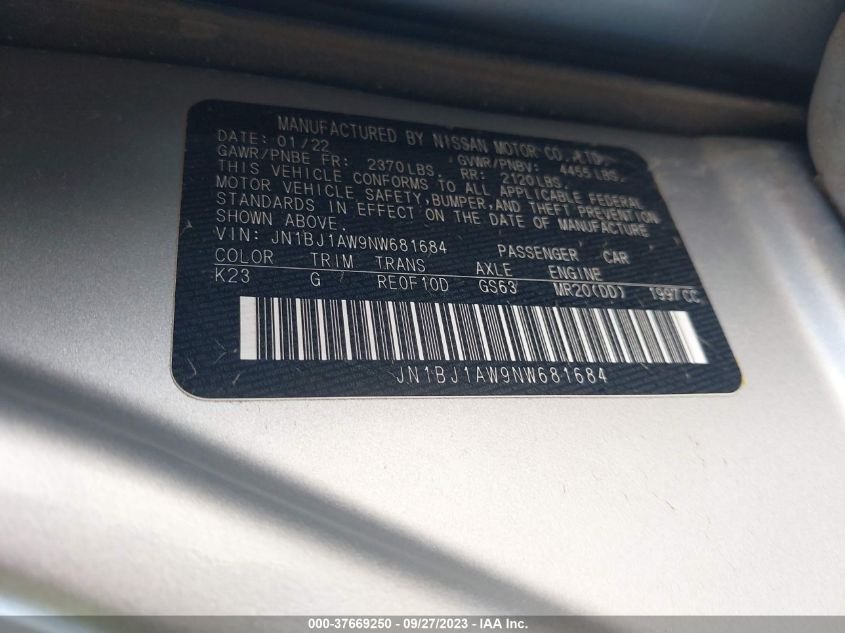 MANUFACTURED BY NISSAN MOTOR CO.,LTD.
DATE: 01/22 GVWR/PNBV: 4455 LBS.
GAWR/PNBE FR: 2370LBS. RR: 2120LBS.
THIS VEHICLE CONFORMS TO ALL APPLICABLE FEDERAL
MOTOR VEHICLE SAFETY,BUMPER,AND THEFT PREVENTION
STANDARDS IN EFFECT ON THE DATE OF MANUFACTURE
SHOWN ABOVE.
VIN: JN1BJ1AW9NW681684 PASSENGER CAR
COLOR TRIM TRANS AXLE ENGINE
K23 G RE0F10D GS63 MR20(DD) 1997CC
JN1BJ1AW9NW681684
000-37669250 - 09/27/2023 - IAA Inc.